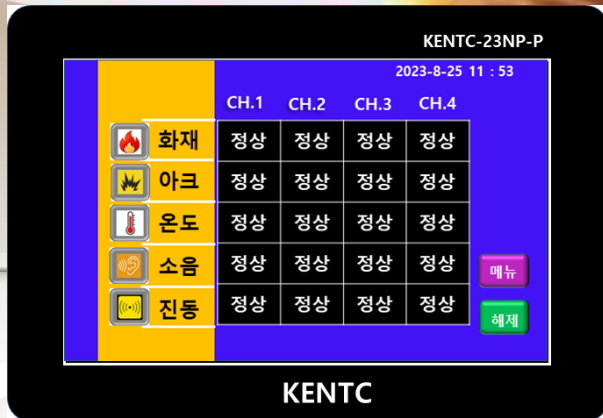 KENTC-23NP-P
2023-8-25 11 : 53
CH.1 CH.2 CH.3 CH.4
화재 정상 정상 정상 정상
아크 정상 정상 정상 정상
온도 정상 정상 정상 정상
소음 정상 정상 정상 정상
메뉴
진동 정상 정상 정상 정상
해제
KENTC